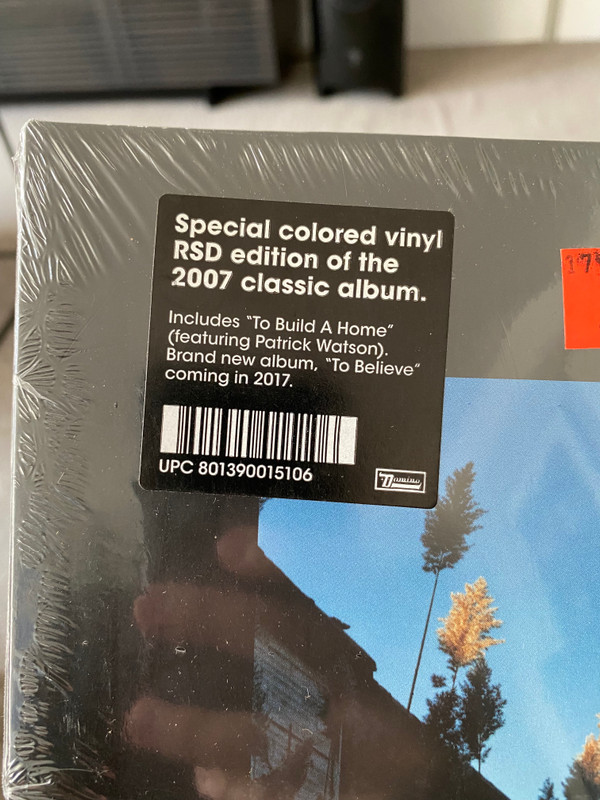 Special colored vinyl
RSD edition of the
2007 classic album.
Includes “To Build A Home”
(featuring Patrick Watson).
Brand new album, “To Believe”
coming in 2017.
UPC 801390015106
Domino